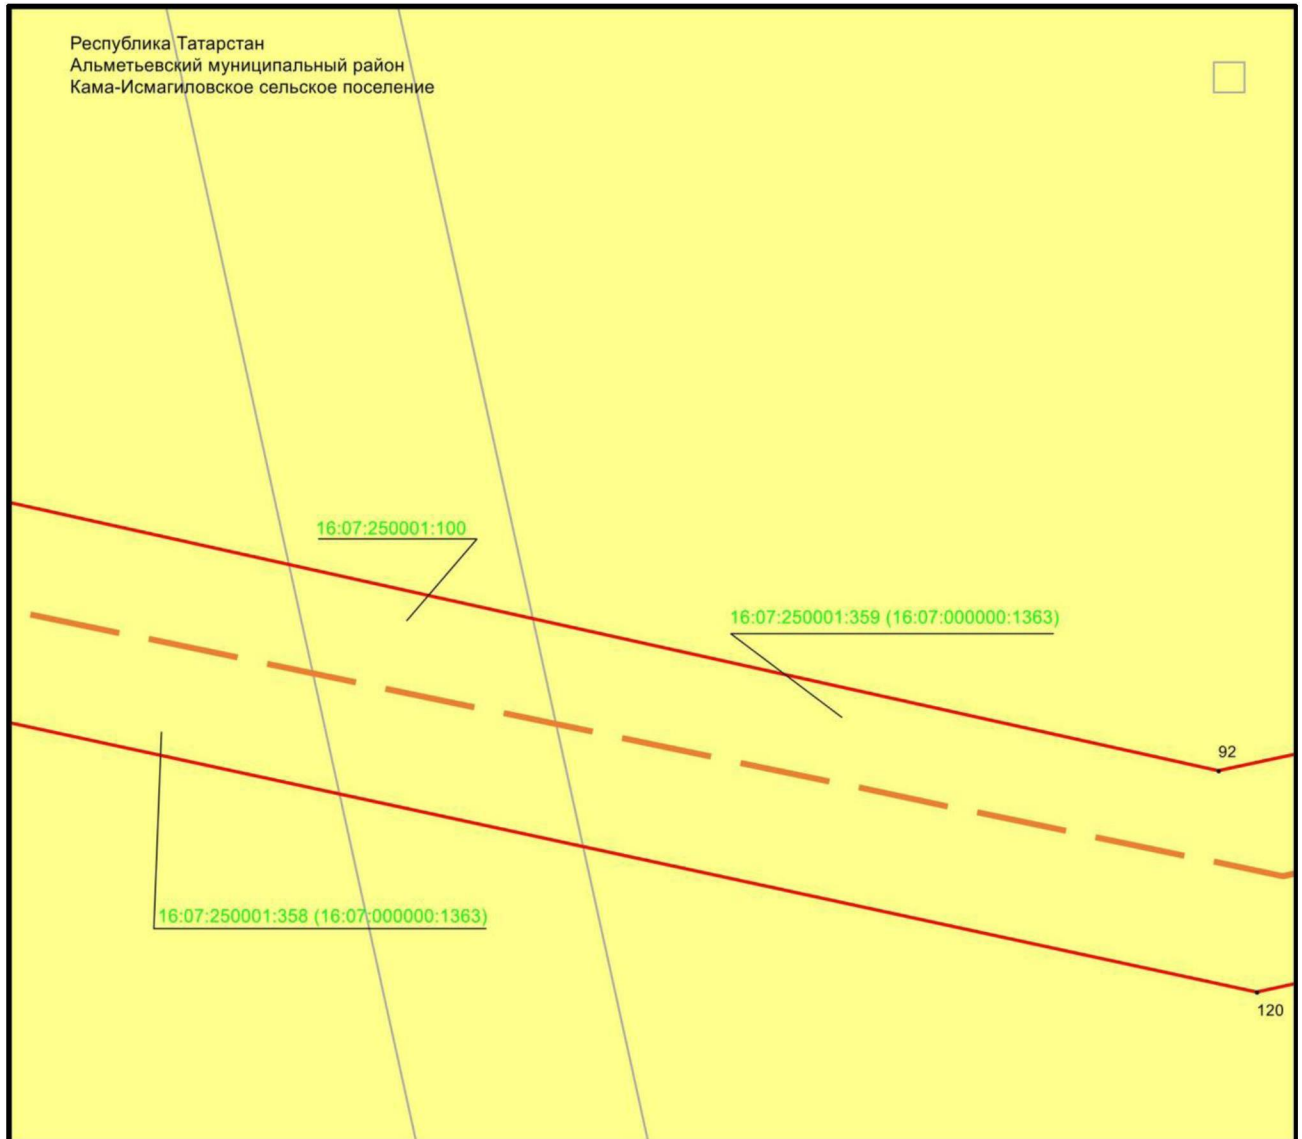 Республика Татарстан
Альметьевский муниципальный район
Кама-Исмагиловское сельское поселение
16:07:250001:100
16:07:250001:359 (16:07:000000:1363)
92
16:07:250001:358 (16:07:000000:1363)
120